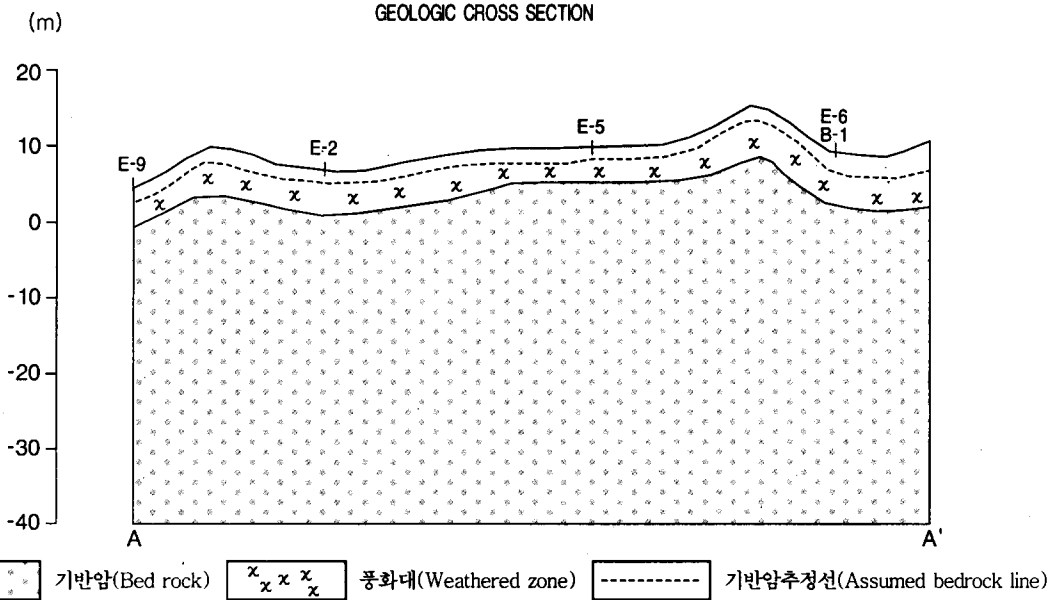 GEOLOGIC CROSS SECTION
(m)
20
10
0
-10
-20
-30
-40
E-9
E-2
E-5
E-6
B-1
A
A'
기반암(Bed rock)
풍화대(Weathered zone)
기반암추정선(Assumed bedrock line)